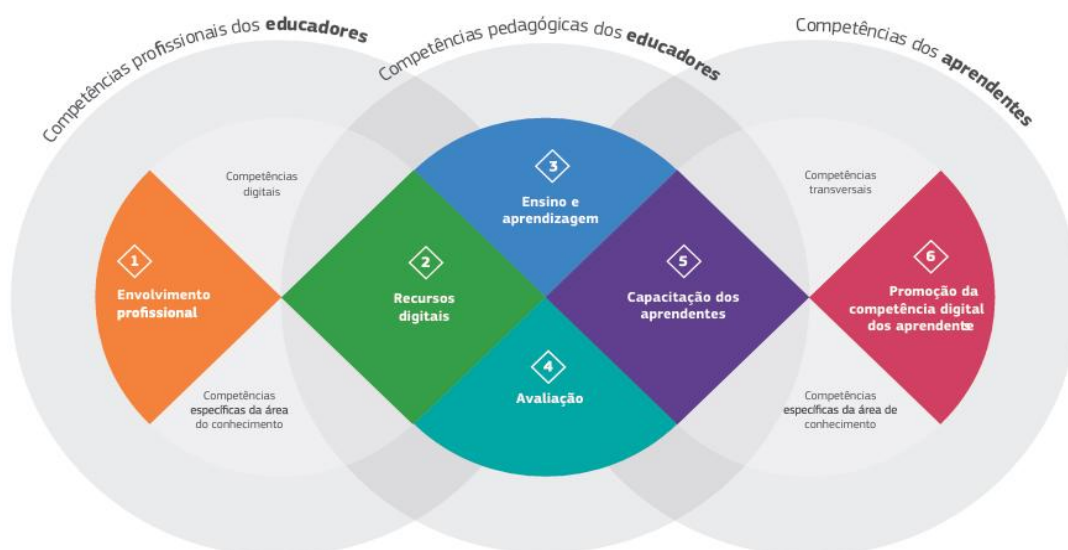 Competências profissionais dos educadores
Competências pedagógicas dos educadores
Competências dos aprendentes
Competências
digitais
1
Envolvimento
profissional
Competências
específicas da área
do conhecimento
2
Recursos
digitais
3
Ensino e
aprendizagem
4
Avaliação
5
Capacitação dos
aprendentes
Competências
transversais
6
Promoção da
competência digital
dos aprendente
Competências
específicas da área de
conhecimento